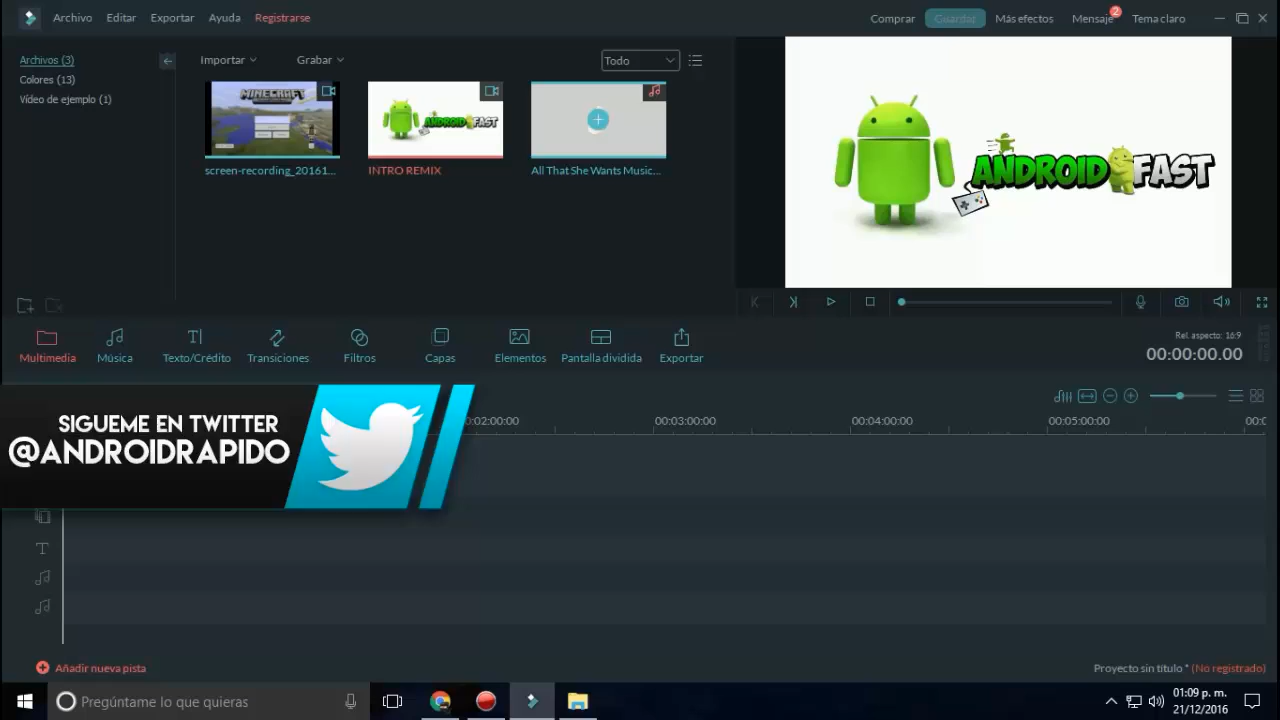 Archivo Editar Exportar Ayuda Registrarse
Comprar Guardar Más efectos Mensaje 2 Tema claro
Archivos (3)
Colores (13)
Vídeo de ejemplo (1)
Importar Grabar Todo
MINECRAFT
ANDROID FAST
screen-recording_20161... INTRO REMIX All That She Wants Music...
ANDROID FAST
Multimedia Música Texto/Crédito Transiciones Filtros Capas Elementos Pantalla dividida Exportar
Rel. aspecto: 16:9
00:00:00.00
SIGUEME EN TWITTER
@ANDROIDRAPIDO
00:03:00:00 00:04:00:00 00:05:00:00
T
Añadir nueva pista
Proyecto sin título * (No registrado)
Pregúntame lo que quieras
01:09 p. m.
21/12/2016